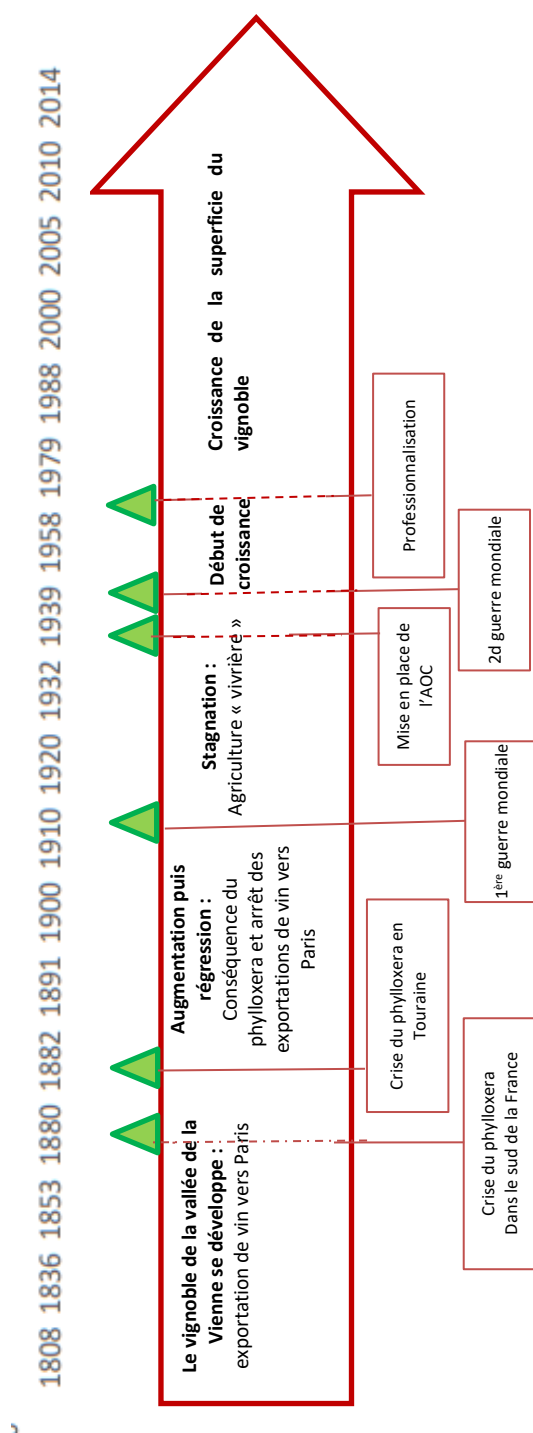 1808 1836 1853 1880 1882 1891 1900 1910 1920 1932 1939 1958 1979 1988 2000 2005 2010 2014
Le vignoble de la vallée de la
Vienne se développe :
exportation de vin vers Paris
Augmentation puis
régression :
Conséquence du
phylloxera et arrêt des
exportations de vin vers
Paris
Stagnation :
Agriculture « vivrière »
Début de
croissance
Croissance de la superficie du
vignoble
Crise du phylloxera
Dans le sud de la France
Crise du phylloxera en
Touraine
1ère guerre mondiale
Mise en place de
l’AOC
2d guerre mondiale
Professionnalisation